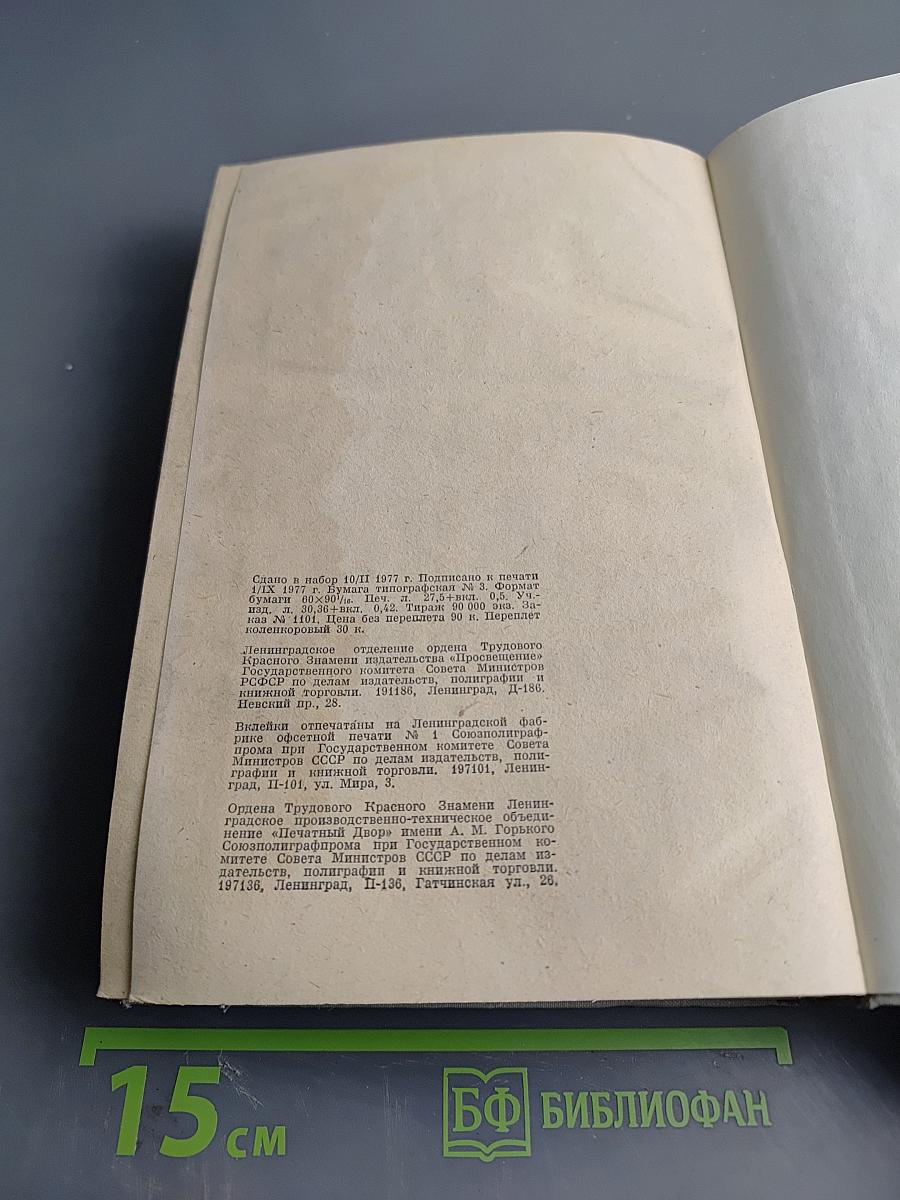 Сдано в набор 10/II 1977 г. Подписано к печати
1/IX 1977 г. Бумага типографская № 3. Формат
бумаги 60×90¹/₁₆. Печ. л. 27,5+вкл. 0,5. Уч.-
изд. л. 30,36+вкл. 0,42. Тираж 90 000 экз. За-
каз № 1101. Цена без переплета 90 к. Переплет
коленкоровый 30 к.
Ленинградское отделение ордена Трудового
Красного Знамени издательства «Просвещение»
Государственного комитета Совета Министров
РСФСР по делам издательств, полиграфии и
книжной торговли. 191186, Ленинград, Д-186.
Невский пр., 28.
Вклейки отпечатаны на Ленинградской фаб-
рике офсетной печати № 1 Союзполиграф-
прома при Государственном комитете Совета
Министров СССР по делам издательств, поли-
графии и книжной торговли. 197101, Ленин-
град, П-101, ул. Мира, 3.
Ордена Трудового Красного Знамени Ленин-
градское производственно-техническое объеди-
нение «Печатный Двор» имени А. М. Горького
Союзполиграфпрома при Государственном ко-
митете Совета Министров СССР по делам из-
дательств, полиграфии и книжной торговли.
197136, Ленинград, П-136, Гатчинская ул., 26.
15 см
БФ БИБЛИОФАН